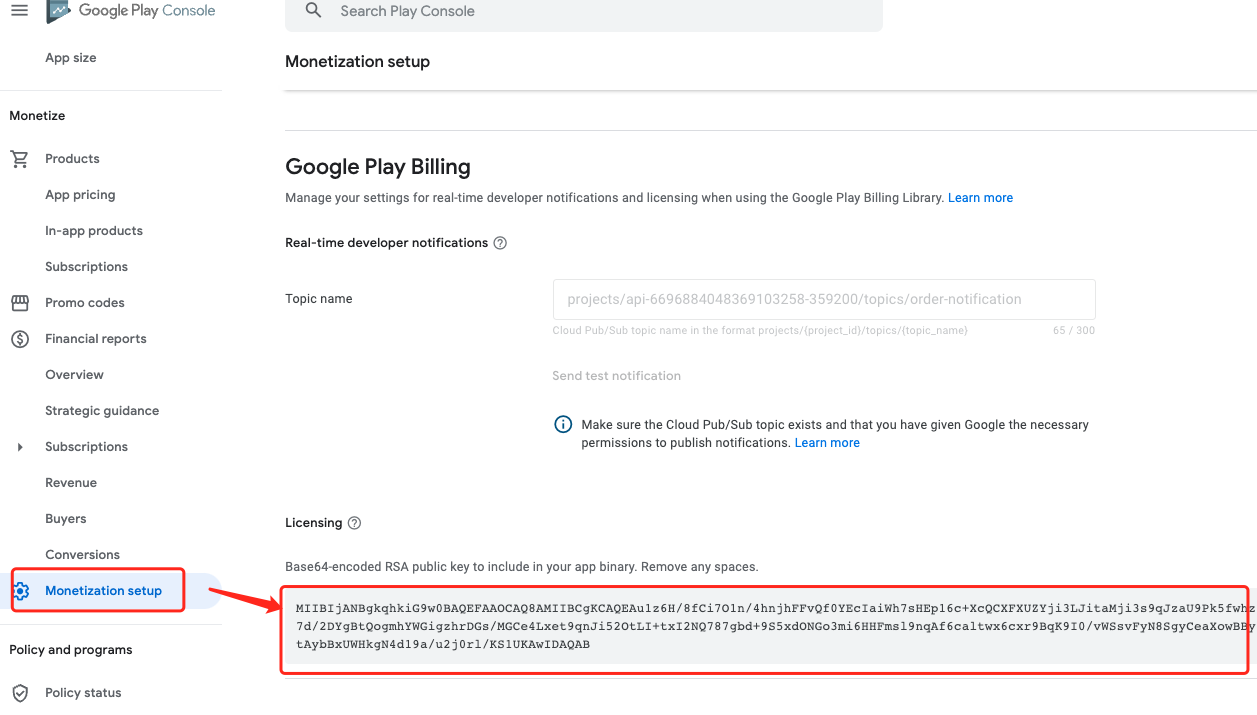 Google Play Console
Search Play Console
App size
Monetization setup
Monetize
Products
App pricing
In-app products
Subscriptions
Promo codes
Financial reports
Overview
Strategic guidance
Subscriptions
Revenue
Buyers
Conversions
Monetization setup
Policy and programs
Policy status
Google Play Billing
Manage your settings for real-time developer notifications and licensing when using the Google Play Billing Library. Learn more
Real-time developer notifications
Topic name
projects/api-6696884048369103258-359200/topics/order-notification
Cloud Pub/Sub topic name in the format projects/{project_id}/topics/{topic_name}
65 / 300
Send test notification
Make sure the Cloud Pub/Sub topic exists and that you have given Google the necessary
permissions to publish notifications. Learn more
Licensing
Base64-encoded RSA public key to include in your app binary. Remove any spaces.
MIIBIjANBgkqhkiG9w0BAQEFAAOCAQ8AMIIBCgKCAQEAulz6H/8fCi7Oln/4hnjhFFvQf0YEcIaiWh7sHEp16c+XcQCXFXUZYji3LJitaMji3s9qJzaU9Pk5fwhz
7d/2DYgBtQogmhYWGigzhrDGs/MGCe4Lxet9qnJi52OtLI+txI2NQ787gbd+9S5xdONGo3mi6HHFmsl9nqAf6caltwx6cxr9BqK9I0/vWSsvFyN8SgyCeaXowBBy
tAybBxUWHkgN4dl9a/u2j0rl/KS1UKAwIDAQAB